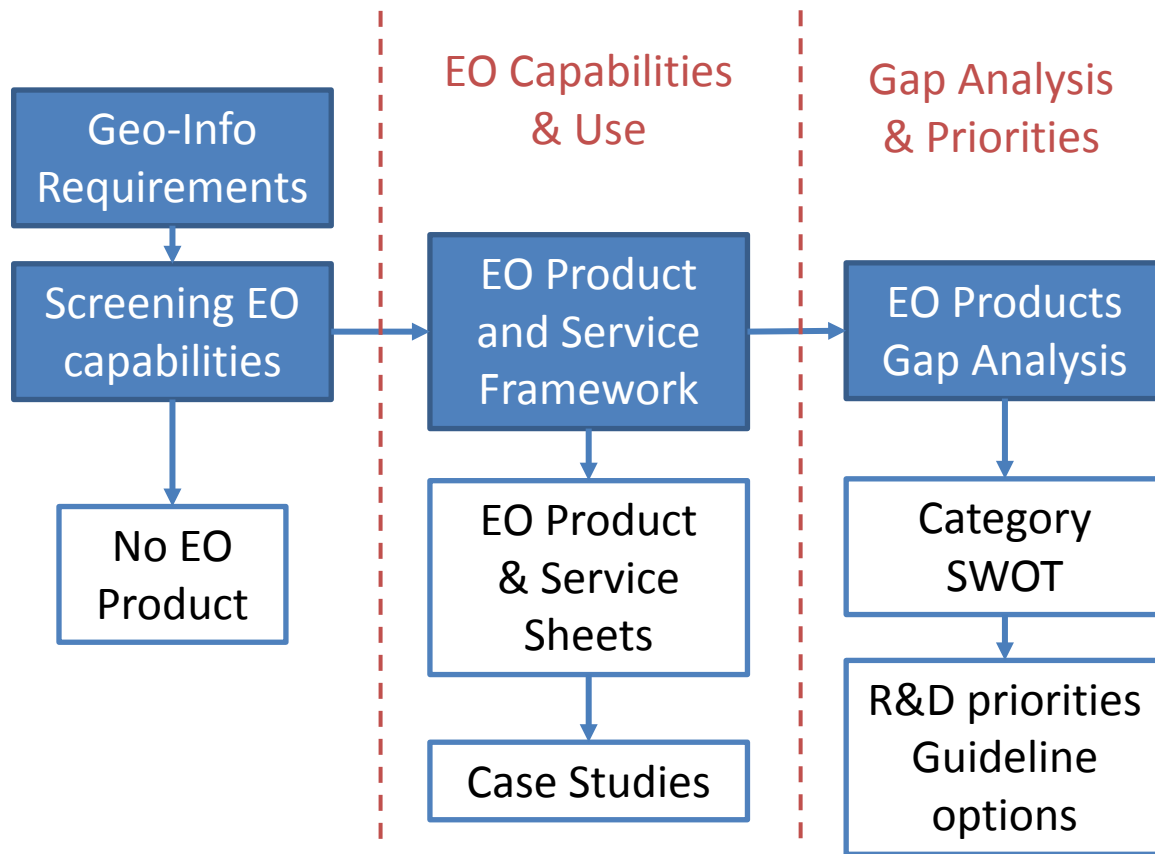 Geo-Info
Requirements
Screening EO
capabilities
No EO
Product
EO Capabilities
& Use
EO Product
and Service
Framework
EO Product
& Service
Sheets
Case Studies
Gap Analysis
& Priorities
EO Products
Gap Analysis
Category
SWOT
R&D priorities
Guideline
options